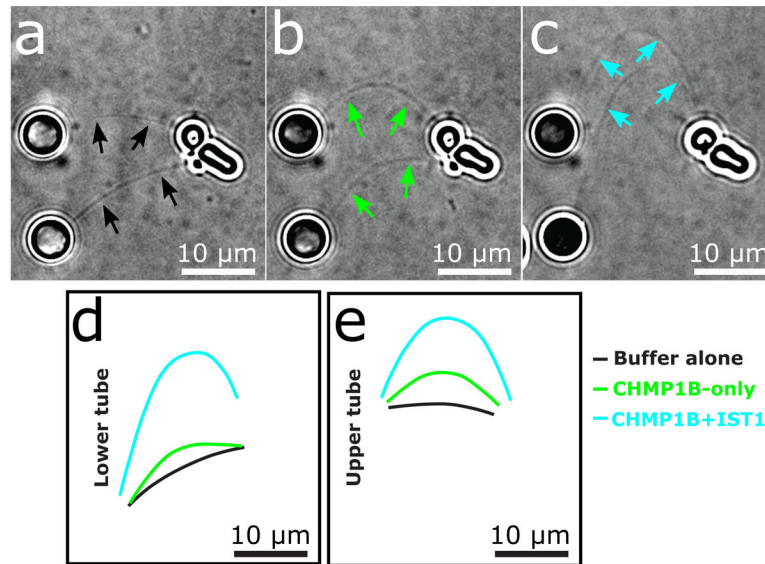 a
b
c
10 μm
10 μm
10 μm
d
e
Lower tube
Upper tube
10 μm
10 μm
Buffer alone
CHMP1B-only
CHMP1B+IST1